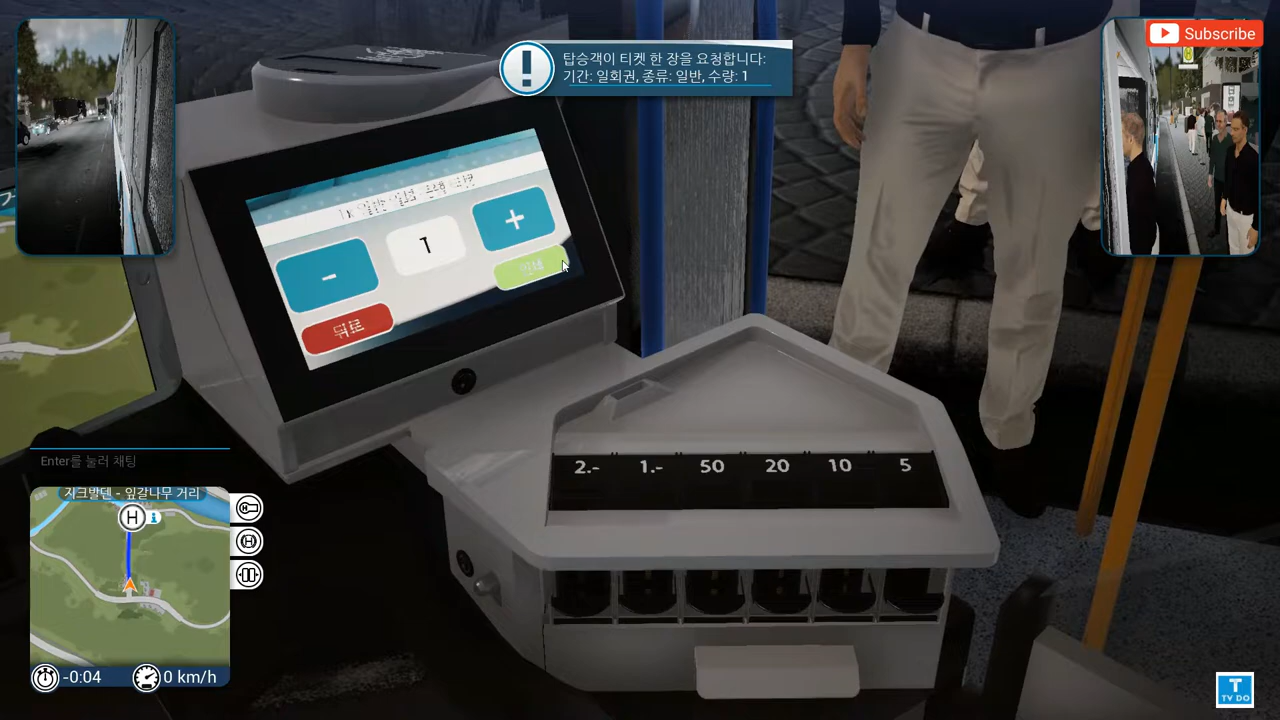 Subscribe
탑승객이 티켓 한 장을 요청합니다:
기간: 일회권, 종류: 일반, 수량: 1
+
1
-
인쇄
뒤로
2.- 1.- 50 20 10 5
Enter를 눌러 채팅
지크발덴 - 잎갈나무 거리
H i
-0:04 0 km/h
T
TV DO